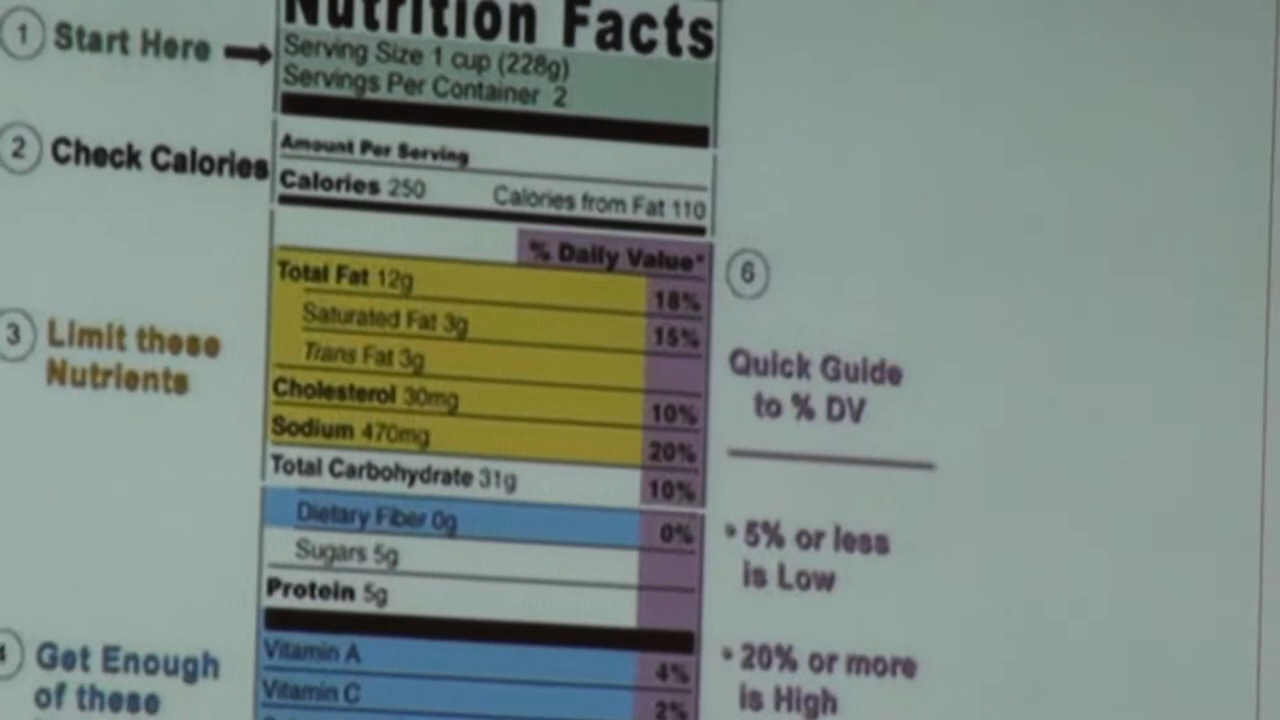 Nutrition Facts
1 Start Here
Serving Size 1 cup (228g)
Servings Per Container 2
2 Check Calories
Amount Per Serving
Calories 250 Calories from Fat 110
% Daily Value*
Total Fat 12g 18%
Saturated Fat 3g 15%
Trans Fat 3g
Cholesterol 30mg 10%
Sodium 470mg 20%
Total Carbohydrate 31g 10%
Dietary Fiber 0g 0%
Sugars 5g
Protein 5g
Vitamin A 4%
Vitamin C 2%
3 Limit these
Nutrients
4 Get Enough
of these
6
Quick Guide
to % DV
• 5% or less
is Low
• 20% or more
is High